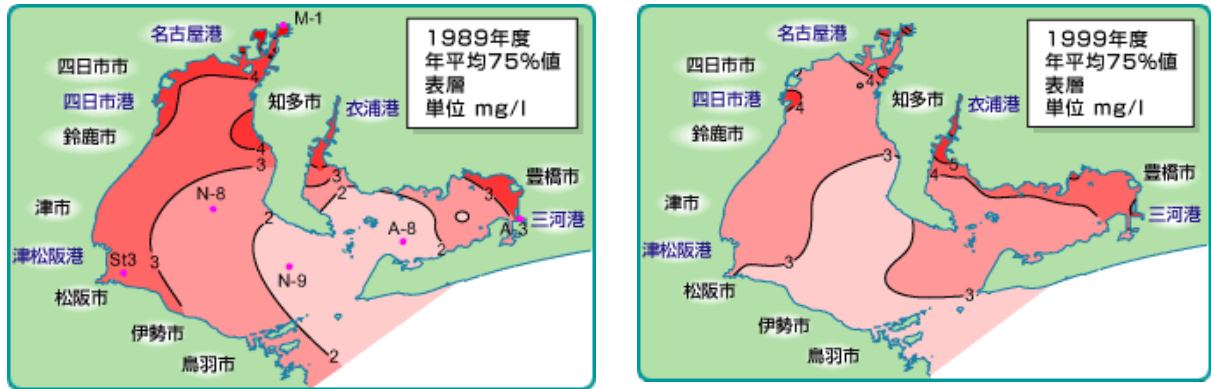 M-1
名古屋港
1989年度
年平均75%値
表層
単位 mg/l
四日市市
4
知多市
四日市港
衣浦港
鈴鹿市
4
3
3
2
豊橋市
3
N-8
津市
2
A-8
A-3
三河港
2
津松阪港
St3
3
N-9
松阪市
伊勢市
鳥羽市
2
名古屋港
1999年度
年平均75%値
表層
単位 mg/l
四日市市
4
知多市
四日市港
4
衣浦港
鈴鹿市
3
5
4
豊橋市
津市
三河港
津松阪港
3
松阪市
3
伊勢市
鳥羽市